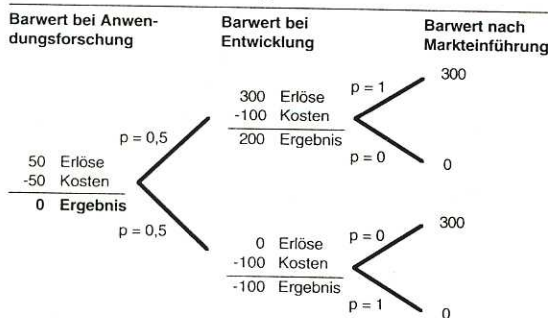 Barwert bei Anwen-
dungsforschung
Barwert bei
Entwicklung
Barwert nach
Markteinführung
50 Erlöse
-50 Kosten
0 Ergebnis
p = 0,5
p = 0,5
300 Erlöse
-100 Kosten
200 Ergebnis
p = 1
300
p = 0
0
0 Erlöse
-100 Kosten
-100 Ergebnis
p = 0
300
p = 1
0